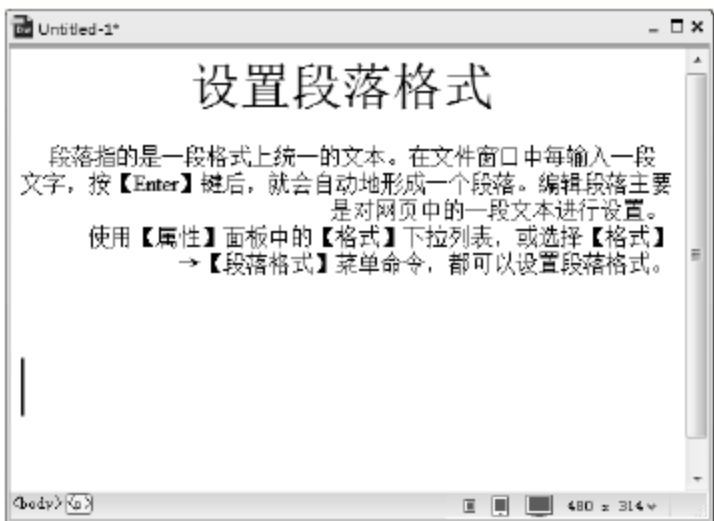 Untitled-1*
设置段落格式
段落指的是一段格式上统一的文本。在文件窗口中每输入一段
文字，按【Enter】键后，就会自动地形成一个段落。编辑段落主要
是对网页中的一段文本进行设置。
使用【属性】面板中的【格式】下拉列表，或选择【格式】
→【段落格式】菜单命令，都可以设置段落格式。
<body> <p> 480 x 314